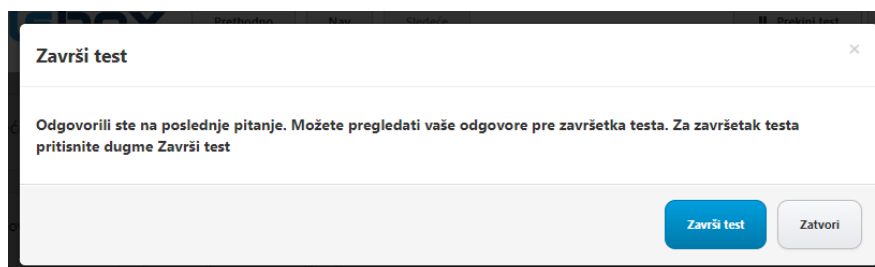 Prethodno Nav Sledeće Prekini test
Završi test ×
Odgovorili ste na poslednje pitanje. Možete pregledati vaše odgovore pre završetka testa. Za završetak testa
pritisnite dugme Završi test
Završi test Zatvori